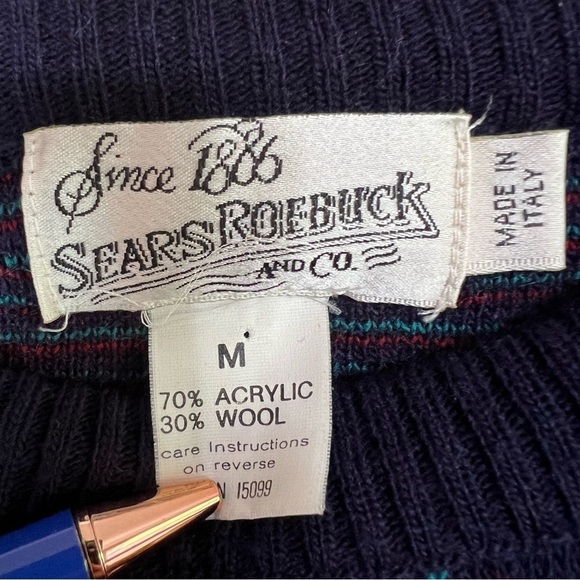 Since 1886
SEARS ROEBUCK
AND CO.
MADE IN
ITALY
M
70% ACRYLIC
30% WOOL
care Instructions
on reverse
N 15099